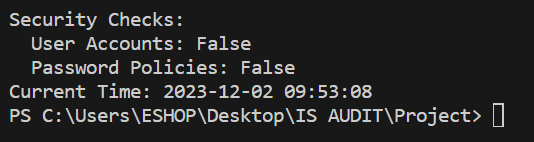 Security Checks:
  User Accounts: False
  Password Policies: False
Current Time: 2023-12-02 09:53:08
PS C:\Users\ESHOP\Desktop\IS AUDIT\Project>